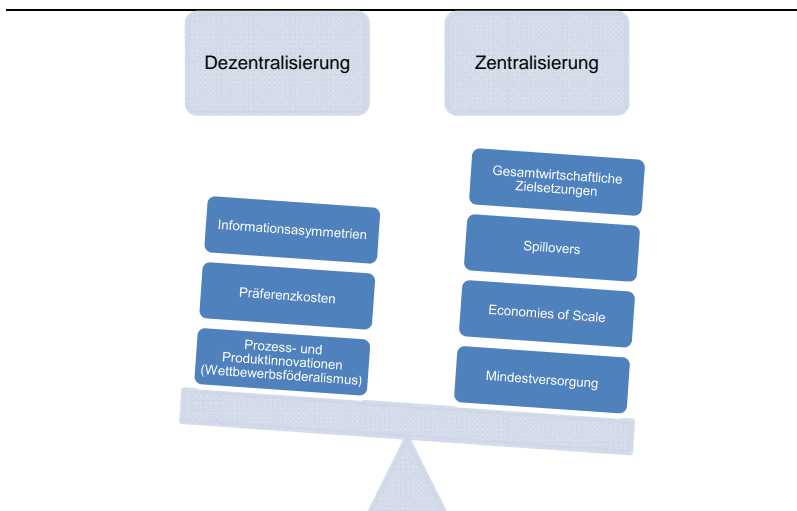 Dezentralisierung
Zentralisierung
Informationsasymmetrien
Präferenzkosten
Prozess- und
Produktinnovationen
(Wettbewerbsföderalismus)
Gesamtwirtschaftliche
Zielsetzungen
Spillovers
Economies of Scale
Mindestversorgung